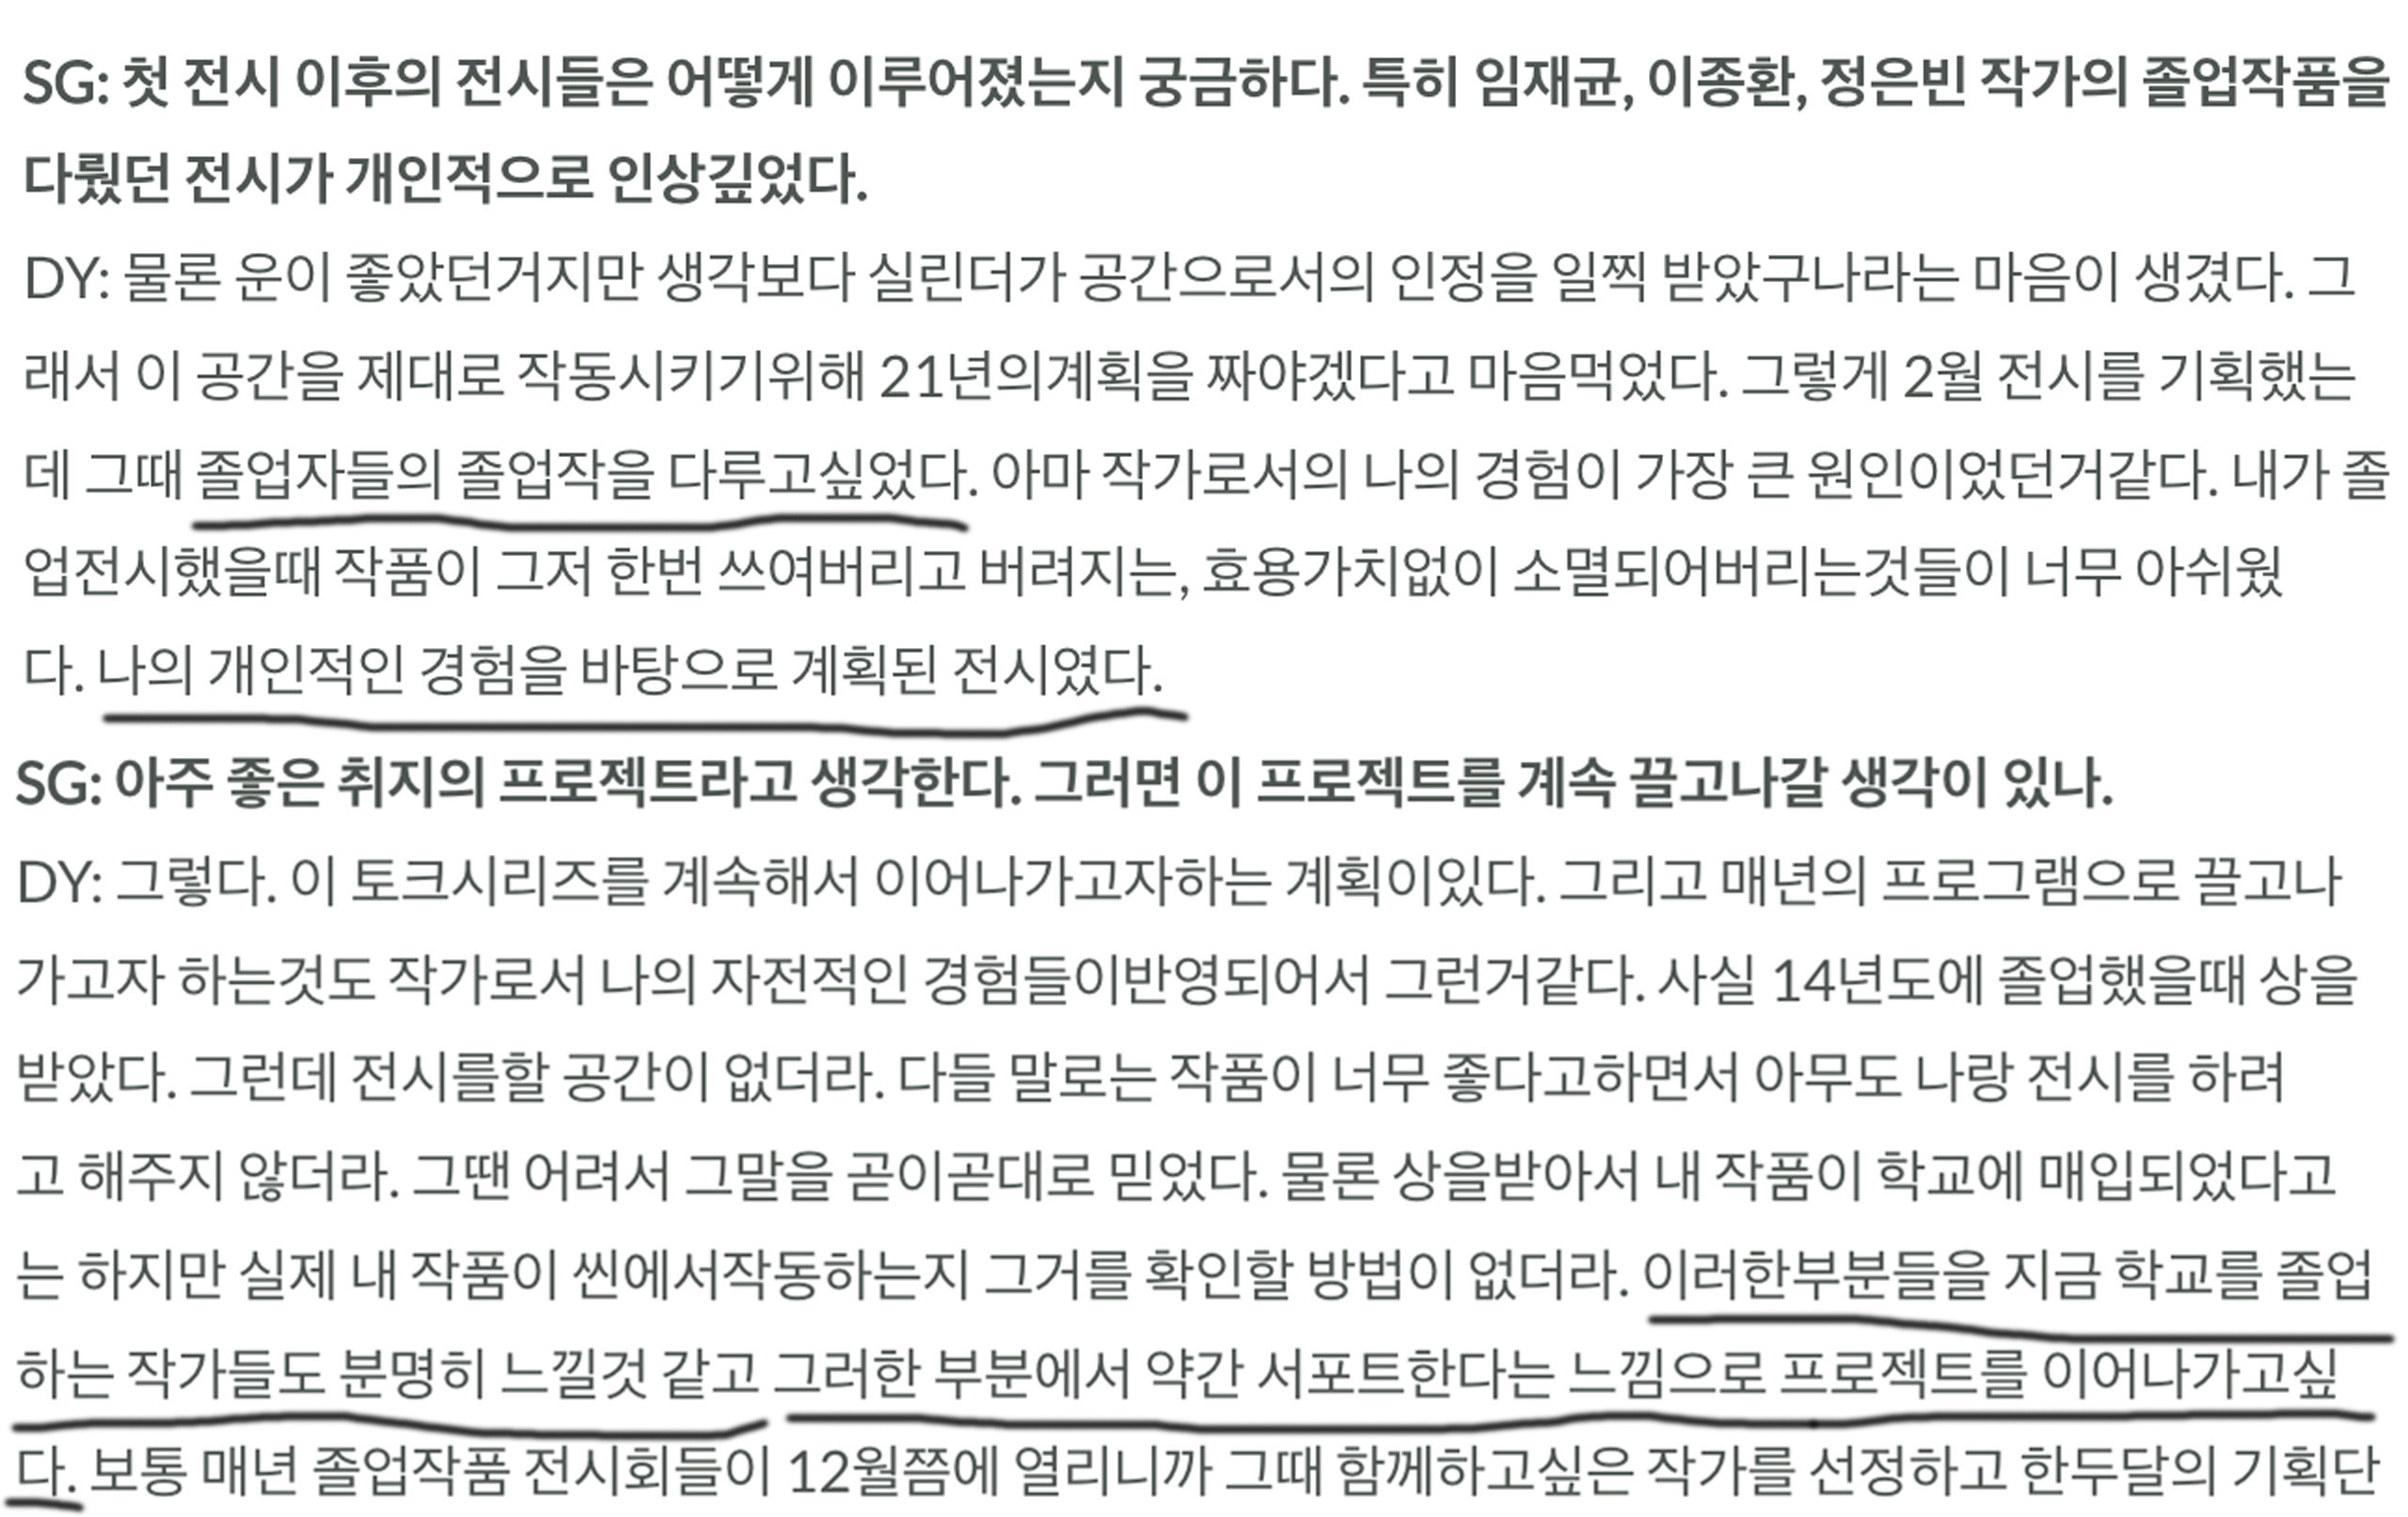 SG: 첫 전시 이후의 전시들은 어떻게 이루어졌는지 궁금하다. 특히 임재균, 이종환, 정은빈 작가의 졸업작품을
다뤘던 전시가 개인적으로 인상깊었다.
DY: 물론 운이 좋았던거지만 생각보다 실린더가 공간으로서의 인정을 일찍 받았구나라는 마음이 생겼다. 그
래서 이 공간을 제대로 작동시키기위해 21년의계획을 짜야겠다고 마음먹었다. 그렇게 2월 전시를 기획했는
데 그때 졸업자들의 졸업작을 다루고싶었다. 아마 작가로서의 나의 경험이 가장 큰 원인이었던거같다. 내가 졸
업전시했을때 작품이 그저 한번 쓰여버리고 버려지는, 효용가치없이 소멸되어버리는것들이 너무 아쉬웠
다. 나의 개인적인 경험을 바탕으로 계획된 전시였다.
SG: 아주 좋은 취지의 프로젝트라고 생각한다. 그러면 이 프로젝트를 계속 끌고나갈 생각이 있나.
DY: 그렇다. 이 토크시리즈를 계속해서 이어나가고자하는 계획이있다. 그리고 매년의 프로그램으로 끌고나
가고자 하는것도 작가로서 나의 자전적인 경험들이반영되어서 그런거같다. 사실 14년도에 졸업했을때 상을
받았다. 그런데 전시를할 공간이 없더라. 다들 말로는 작품이 너무 좋다고하면서 아무도 나랑 전시를 하려
고 해주지 않더라. 그땐 어려서 그말을 곧이곧대로 믿었다. 물론 상을받아서 내 작품이 학교에 매입되었다고
는 하지만 실제 내 작품이 씬에서작동하는지 그거를 확인할 방법이 없더라. 이러한부분들을 지금 학교를 졸업
하는 작가들도 분명히 느낄것 같고 그러한 부분에서 약간 서포트한다는 느낌으로 프로젝트를 이어나가고싶
다. 보통 매년 졸업작품 전시회들이 12월쯤에 열리니까 그때 함께하고싶은 작가를 선정하고 한두달의 기획단